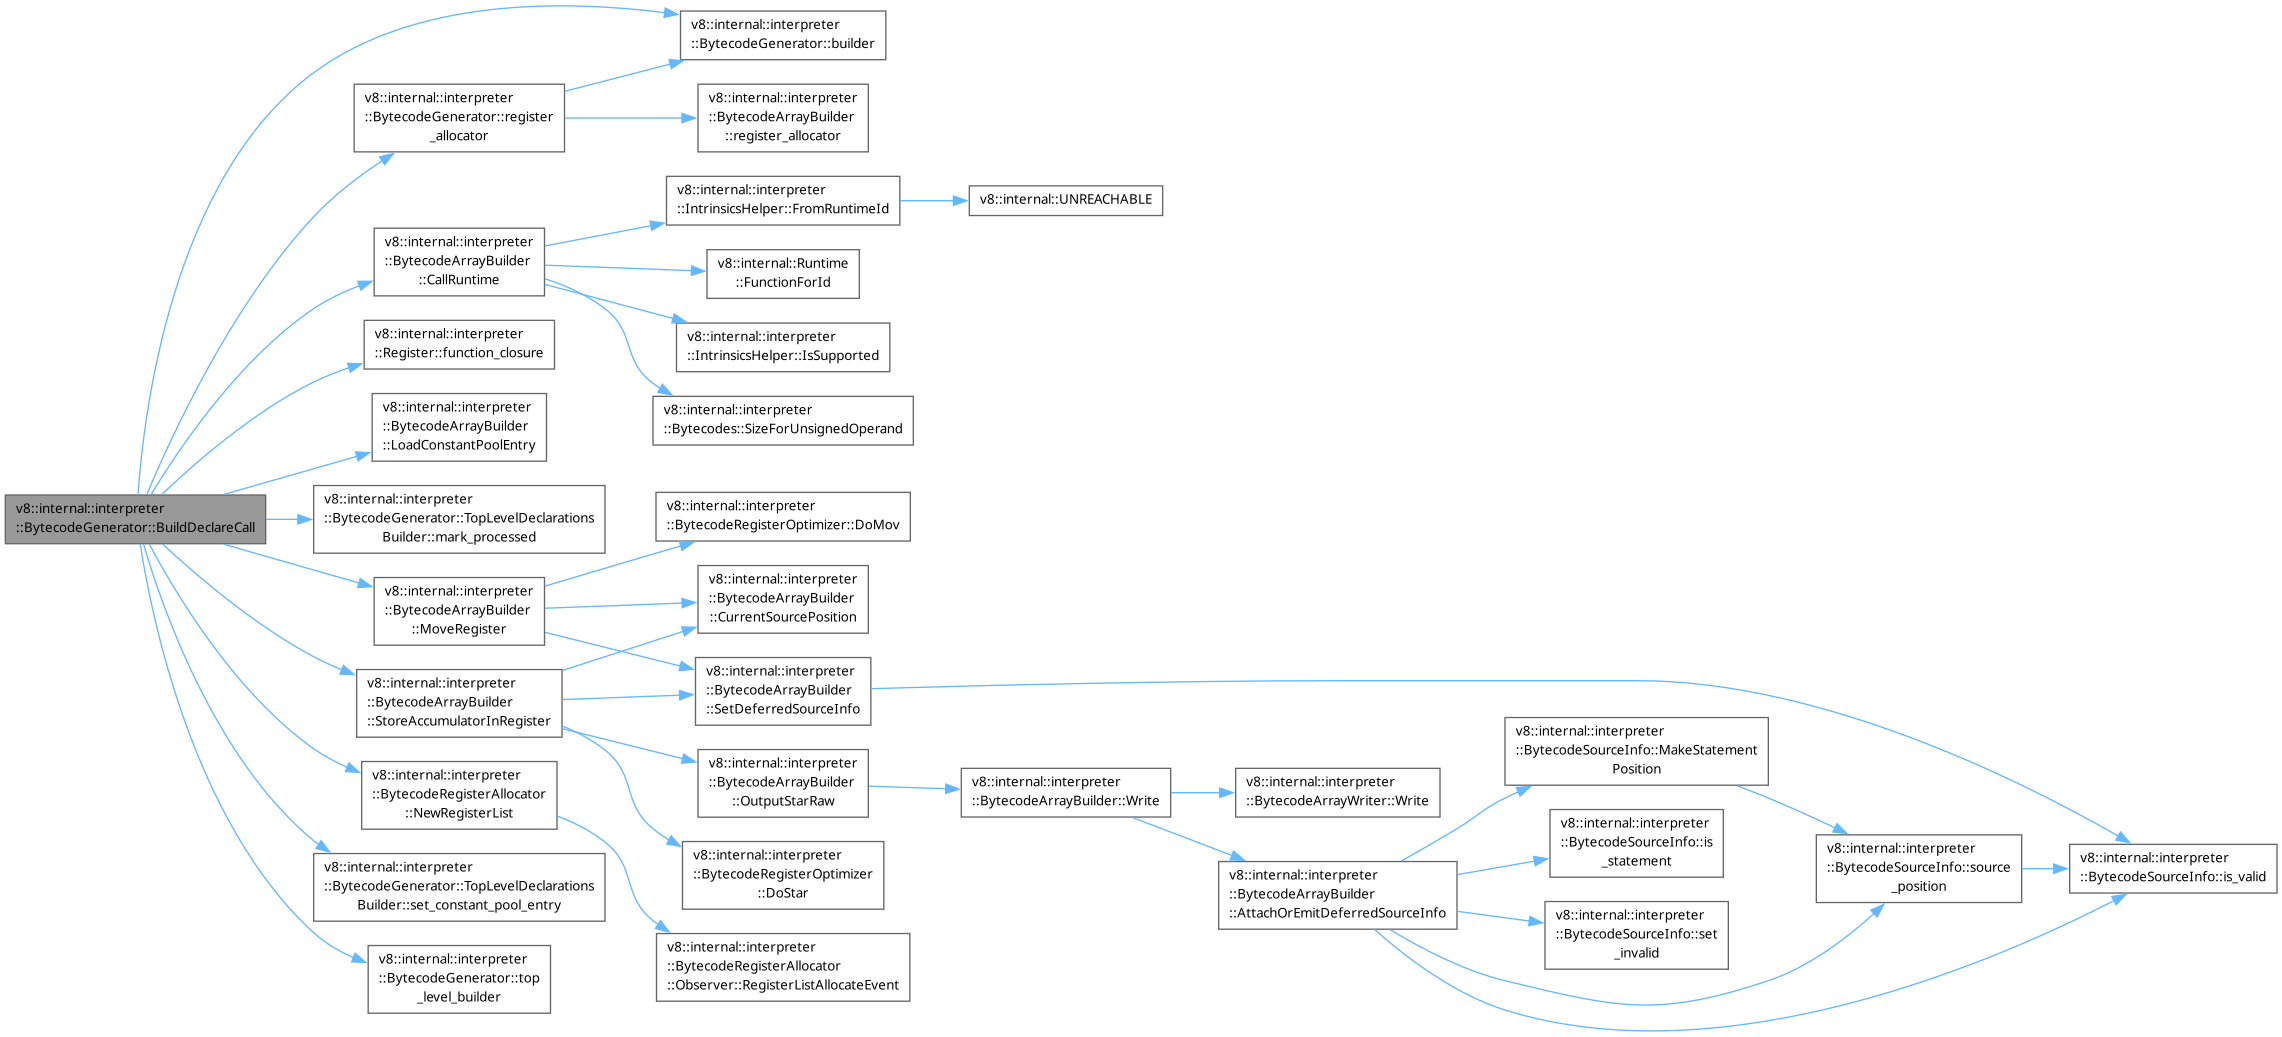 v8::internal::interpreter
::BytecodeGenerator::BuildDeclareCall
v8::internal::interpreter
::BytecodeGenerator::builder
v8::internal::interpreter
::BytecodeGenerator::register
_allocator
v8::internal::interpreter
::BytecodeArrayBuilder
::register_allocator
v8::internal::interpreter
::BytecodeArrayBuilder
::CallRuntime
v8::internal::interpreter
::IntrinsicsHelper::FromRuntimeId
v8::internal::UNREACHABLE
v8::internal::Runtime
::FunctionForId
v8::internal::interpreter
::IntrinsicsHelper::IsSupported
v8::internal::interpreter
::Bytecodes::SizeForUnsignedOperand
v8::internal::interpreter
::Register::function_closure
v8::internal::interpreter
::BytecodeArrayBuilder
::LoadConstantPoolEntry
v8::internal::interpreter
::BytecodeGenerator::TopLevelDeclarations
Builder::mark_processed
v8::internal::interpreter
::BytecodeArrayBuilder
::MoveRegister
v8::internal::interpreter
::BytecodeRegisterOptimizer::DoMov
v8::internal::interpreter
::BytecodeArrayBuilder
::CurrentSourcePosition
v8::internal::interpreter
::BytecodeArrayBuilder
::SetDeferredSourceInfo
v8::internal::interpreter
::BytecodeArrayBuilder
::StoreAccumulatorInRegister
v8::internal::interpreter
::BytecodeArrayBuilder
::OutputStarRaw
v8::internal::interpreter
::BytecodeArrayBuilder::Write
v8::internal::interpreter
::BytecodeArrayWriter::Write
v8::internal::interpreter
::BytecodeArrayBuilder
::AttachOrEmitDeferredSourceInfo
v8::internal::interpreter
::BytecodeSourceInfo::MakeStatement
Position
v8::internal::interpreter
::BytecodeSourceInfo::is
_statement
v8::internal::interpreter
::BytecodeSourceInfo::set
_invalid
v8::internal::interpreter
::BytecodeSourceInfo::source
_position
v8::internal::interpreter
::BytecodeSourceInfo::is_valid
v8::internal::interpreter
::BytecodeRegisterOptimizer
::DoStar
v8::internal::interpreter
::BytecodeRegisterAllocator
::NewRegisterList
v8::internal::interpreter
::BytecodeRegisterAllocator
::Observer::RegisterListAllocateEvent
v8::internal::interpreter
::BytecodeGenerator::TopLevelDeclarations
Builder::set_constant_pool_entry
v8::internal::interpreter
::BytecodeGenerator::top
_level_builder